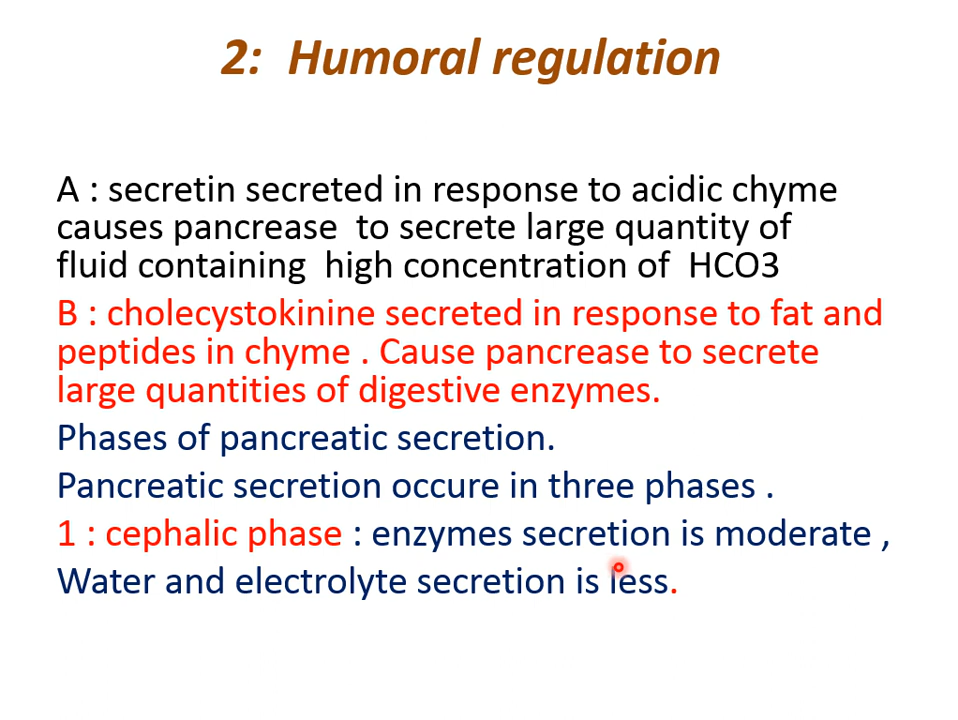 2: Humoral regulation
A : secretin secreted in response to acidic chyme
causes pancrease to secrete large quantity of
fluid containing high concentration of HCO3
B : cholecystokinine secreted in response to fat and
peptides in chyme . Cause pancrease to secrete
large quantities of digestive enzymes.
Phases of pancreatic secretion.
Pancreatic secretion occure in three phases .
1 : cephalic phase : enzymes secretion is moderate ,
Water and electrolyte secretion is less.